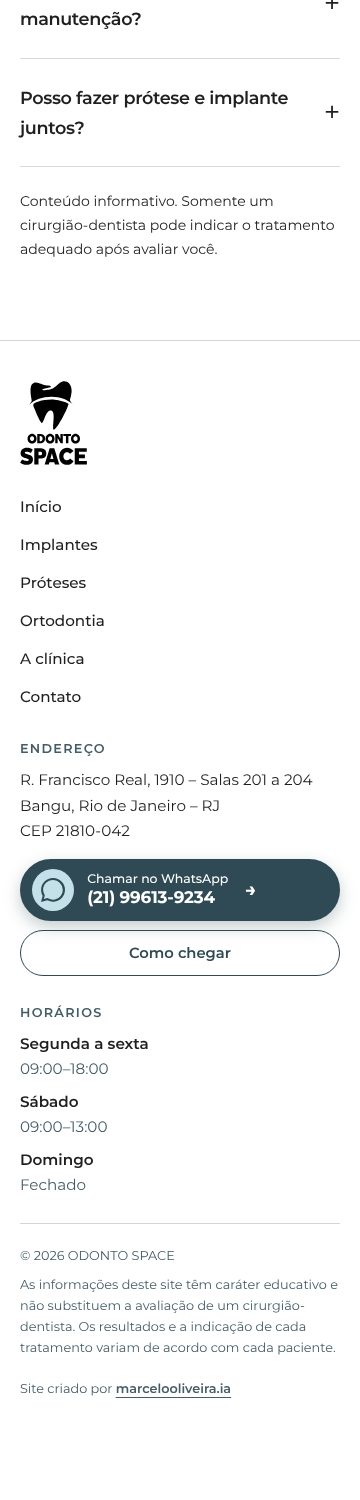 manutenção?
+
Posso fazer prótese e implante
juntos?
+
Conteúdo informativo. Somente um
cirurgião-dentista pode indicar o tratamento
adequado após avaliar você.
ODONTO
SPACE
Início
Implantes
Próteses
Ortodontia
A clínica
Contato
ENDEREÇO
R. Francisco Real, 1910 – Salas 201 a 204
Bangu, Rio de Janeiro – RJ
CEP 21810-042
Chamar no WhatsApp
(21) 99613-9234
→
Como chegar
HORÁRIOS
Segunda a sexta
09:00–18:00
Sábado
09:00–13:00
Domingo
Fechado
© 2026 ODONTO SPACE
As informações deste site têm caráter educativo e
não substituem a avaliação de um cirurgião-
dentista. Os resultados e a indicação de cada
tratamento variam de acordo com cada paciente.
Site criado por marcelooliveira.ia